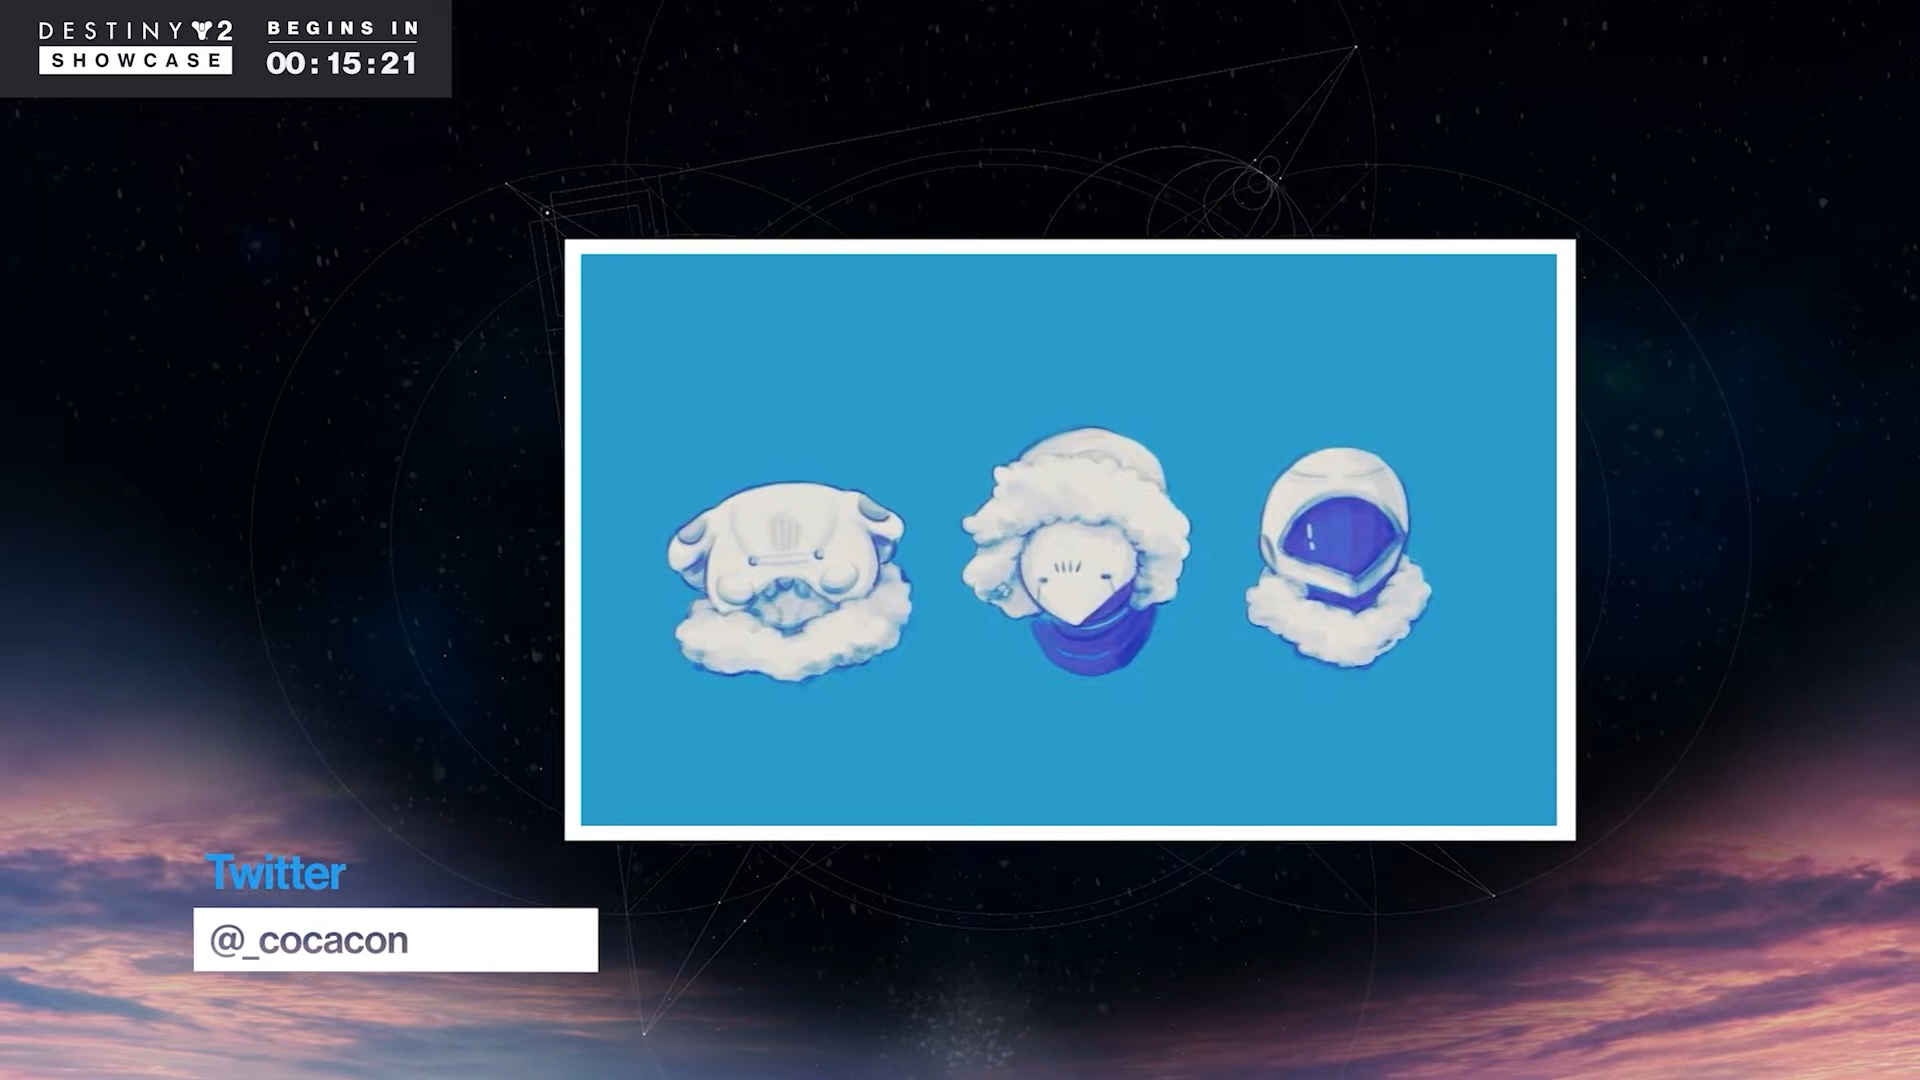 DESTINY 2
SHOWCASE
BEGINS IN
00:15:21
Twitter
@_cocacon